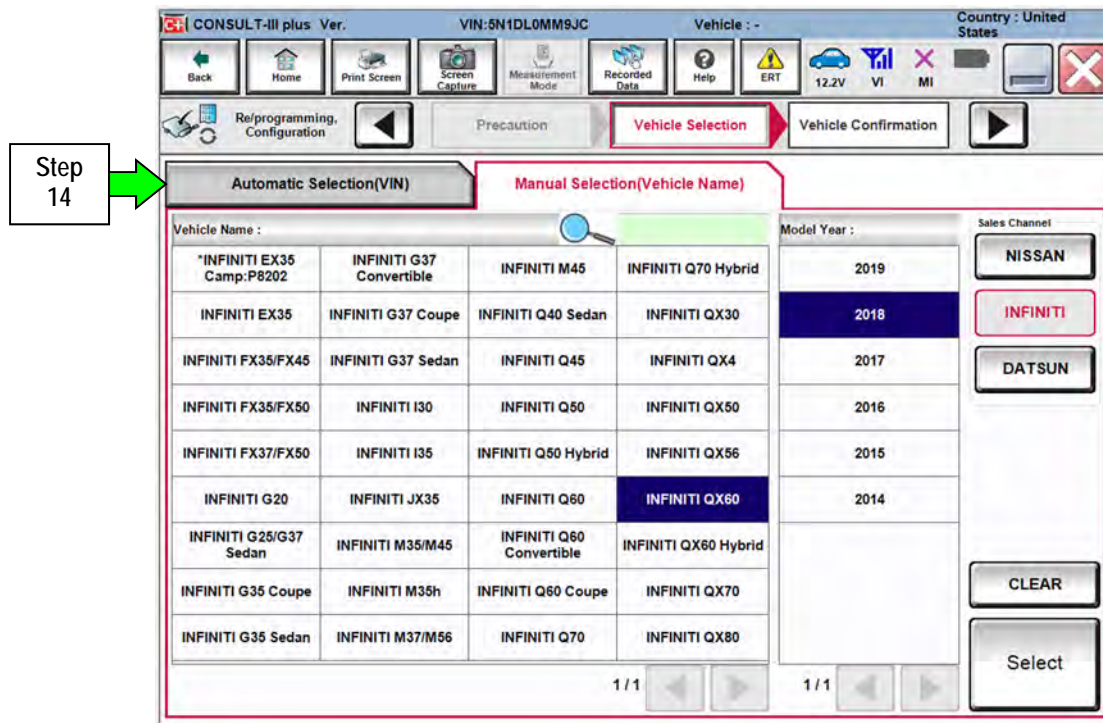 CONSULT-III plus Ver. VIN:5N1DL0MM9JC Vehicle : - Country : United
States
Back Home Print Screen Screen
Capture Measurement
Mode Recorded
Data Help ERT 12.2V VI MI
Re/programming,
Configuration Precaution Vehicle Selection Vehicle Confirmation
Step
14
Automatic Selection(VIN) Manual Selection(Vehicle Name)
Vehicle Name : Model Year : Sales Channel
*INFINITI EX35
Camp:P8202 INFINITI G37
Convertible INFINITI M45 INFINITI Q70 Hybrid 2019 NISSAN
INFINITI EX35 INFINITI G37 Coupe INFINITI Q40 Sedan INFINITI QX30 2018 INFINITI
INFINITI FX35/FX45 INFINITI G37 Sedan INFINITI Q45 INFINITI QX4 2017 DATSUN
INFINITI FX35/FX50 INFINITI I30 INFINITI Q50 INFINITI QX50 2016
INFINITI FX37/FX50 INFINITI I35 INFINITI Q50 Hybrid INFINITI QX56 2015
INFINITI G20 INFINITI JX35 INFINITI Q60 INFINITI QX60 2014
INFINITI G25/G37
Sedan INFINITI M35/M45 INFINITI Q60
Convertible INFINITI QX60 Hybrid
INFINITI G35 Coupe INFINITI M35h INFINITI Q60 Coupe INFINITI QX70 CLEAR
INFINITI G35 Sedan INFINITI M37/M56 INFINITI Q70 INFINITI QX80
1/1 1/1 Select